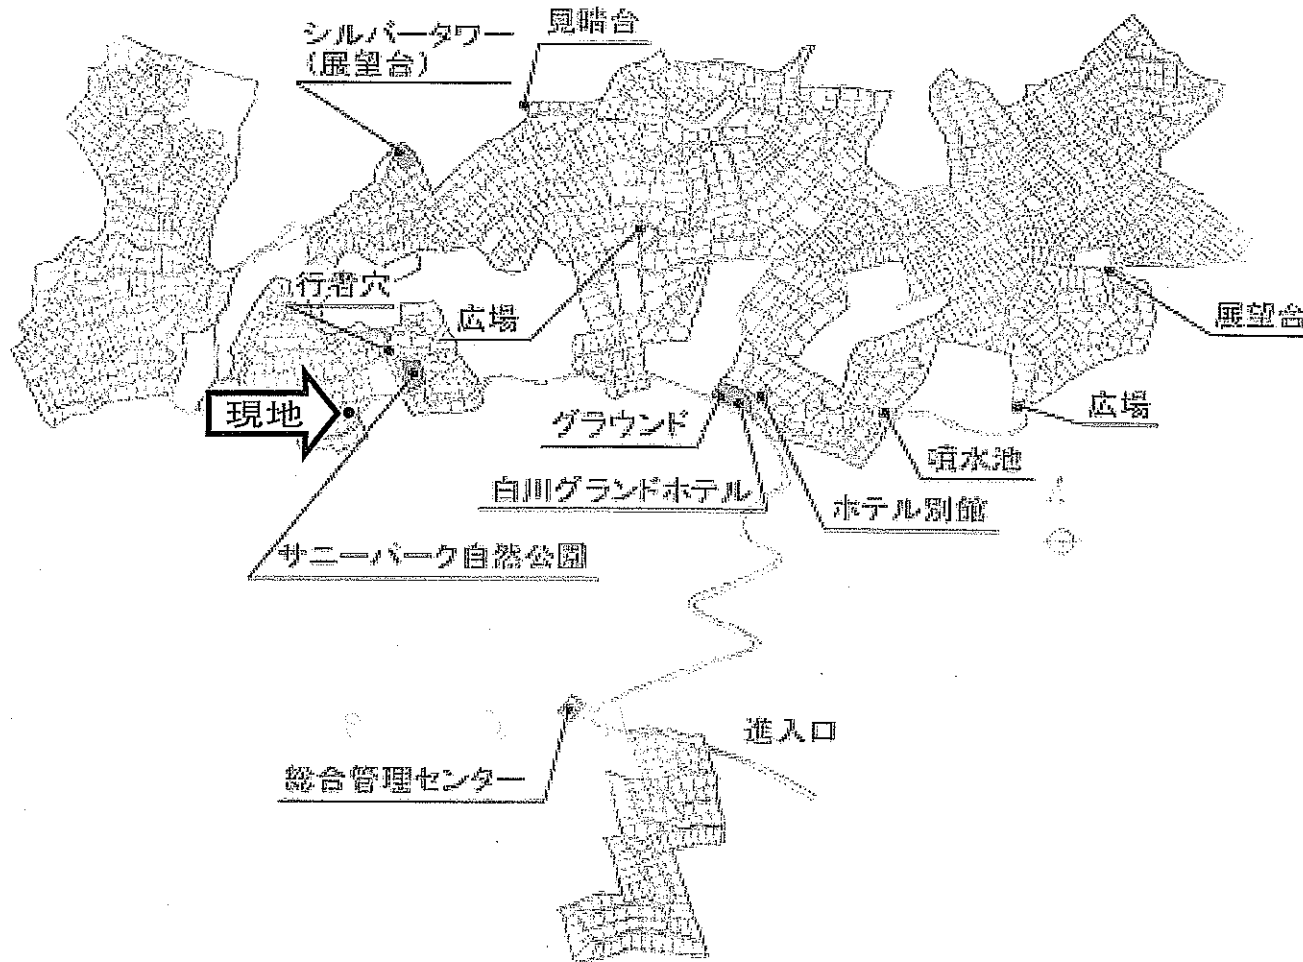 見晴台
シルバータワー
(展望台)
行者穴
広場
展望台
現地
グラウンド
広場
噴水池
白川グランドホテル
ホテル別館
サニーパーク自然公園
進入口
総合管理センター